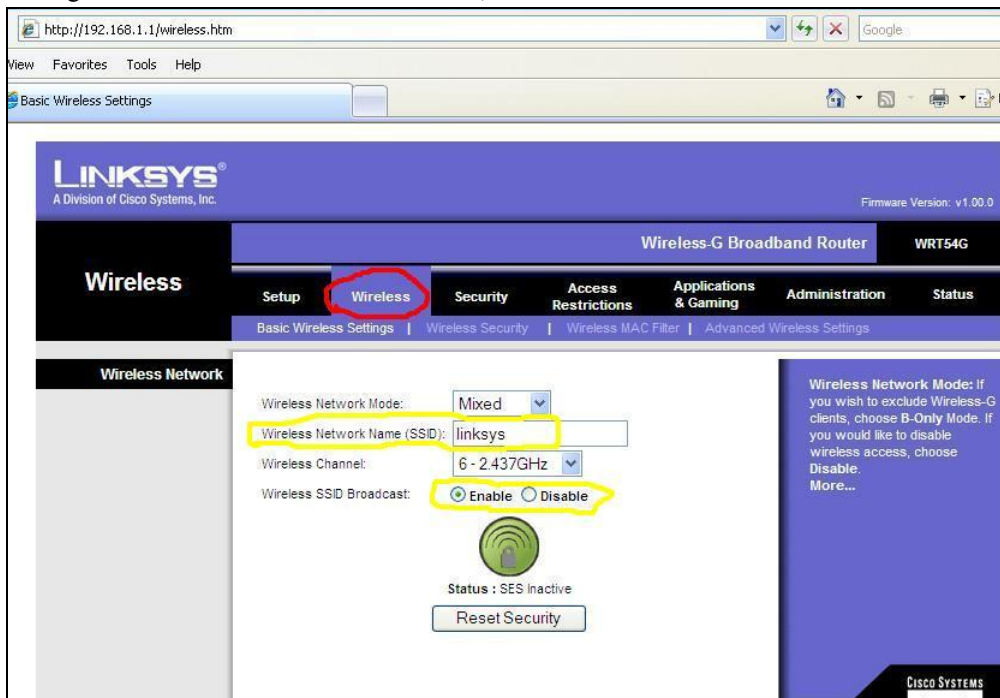 http://192.168.1.1/wireless.htm
Google
View Favorites Tools Help
Basic Wireless Settings
LINKSYS®
A Division of Cisco Systems, Inc.
Firmware Version: v1.00.0
Wireless-G Broadband Router WRT54G
Wireless
Setup Wireless Security Access Restrictions Applications & Gaming Administration Status
Basic Wireless Settings | Wireless Security | Wireless MAC Filter | Advanced Wireless Settings
Wireless Network
Wireless Network Mode: Mixed
Wireless Network Name (SSID): linksys
Wireless Channel: 6 - 2.437GHz
Wireless SSID Broadcast: Enable Disable
Status : SES Inactive
Reset Security
Wireless Network Mode: If
you wish to exclude Wireless-G
clients, choose B-Only Mode. If
you would like to disable
wireless access, choose
Disable.
More...
CISCO SYSTEMS